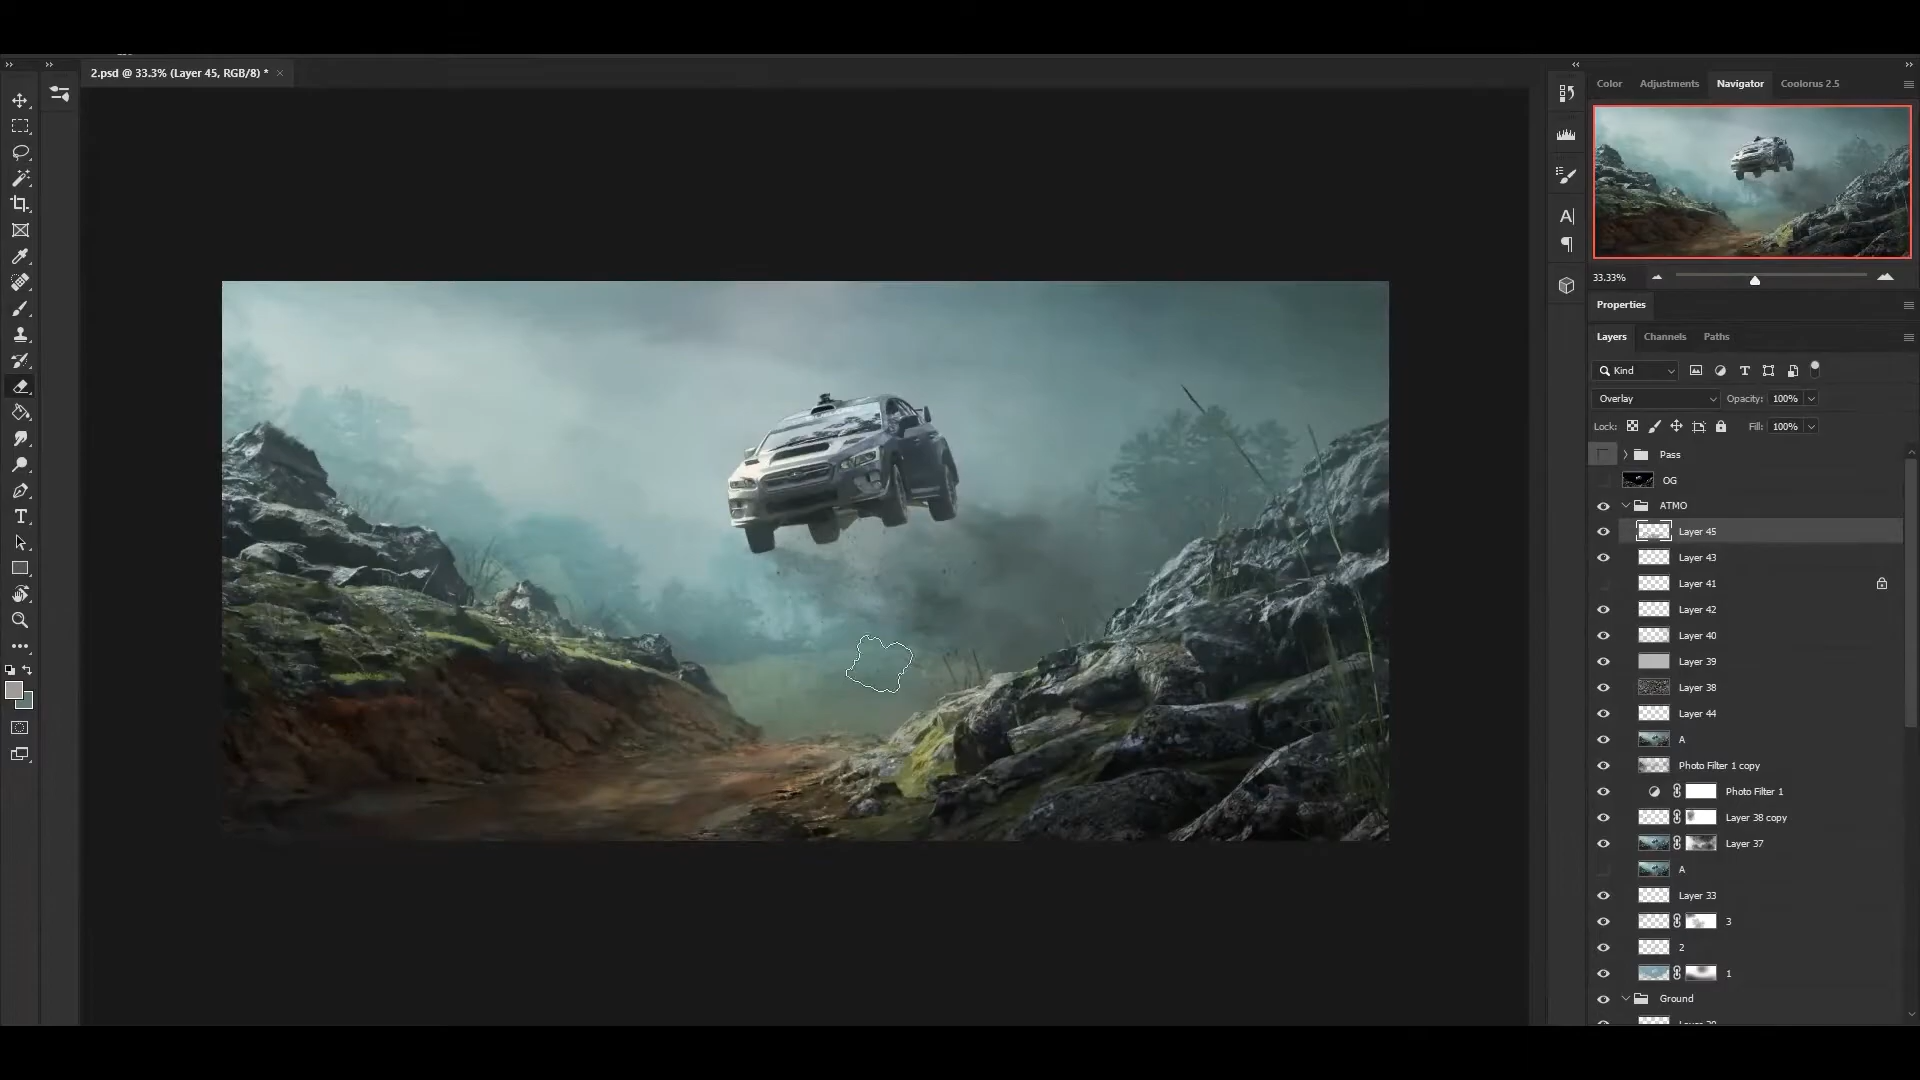 2.psd @ 33.3% (Layer 45, RGB/8) *
Color
Adjustments
Navigator
Coolorus 2.5
33.33%
Properties
Layers
Channels
Paths
Kind
Overlay
Opacity: 100%
Lock:
Fill: 100%
Pass
OG
ATMO
Layer 45
Layer 43
Layer 41
Layer 42
Layer 40
Layer 39
Layer 38
Layer 44
A
Photo Filter 1 copy
Photo Filter 1
Layer 38 copy
Layer 37
A
Layer 33
3
2
1
Ground